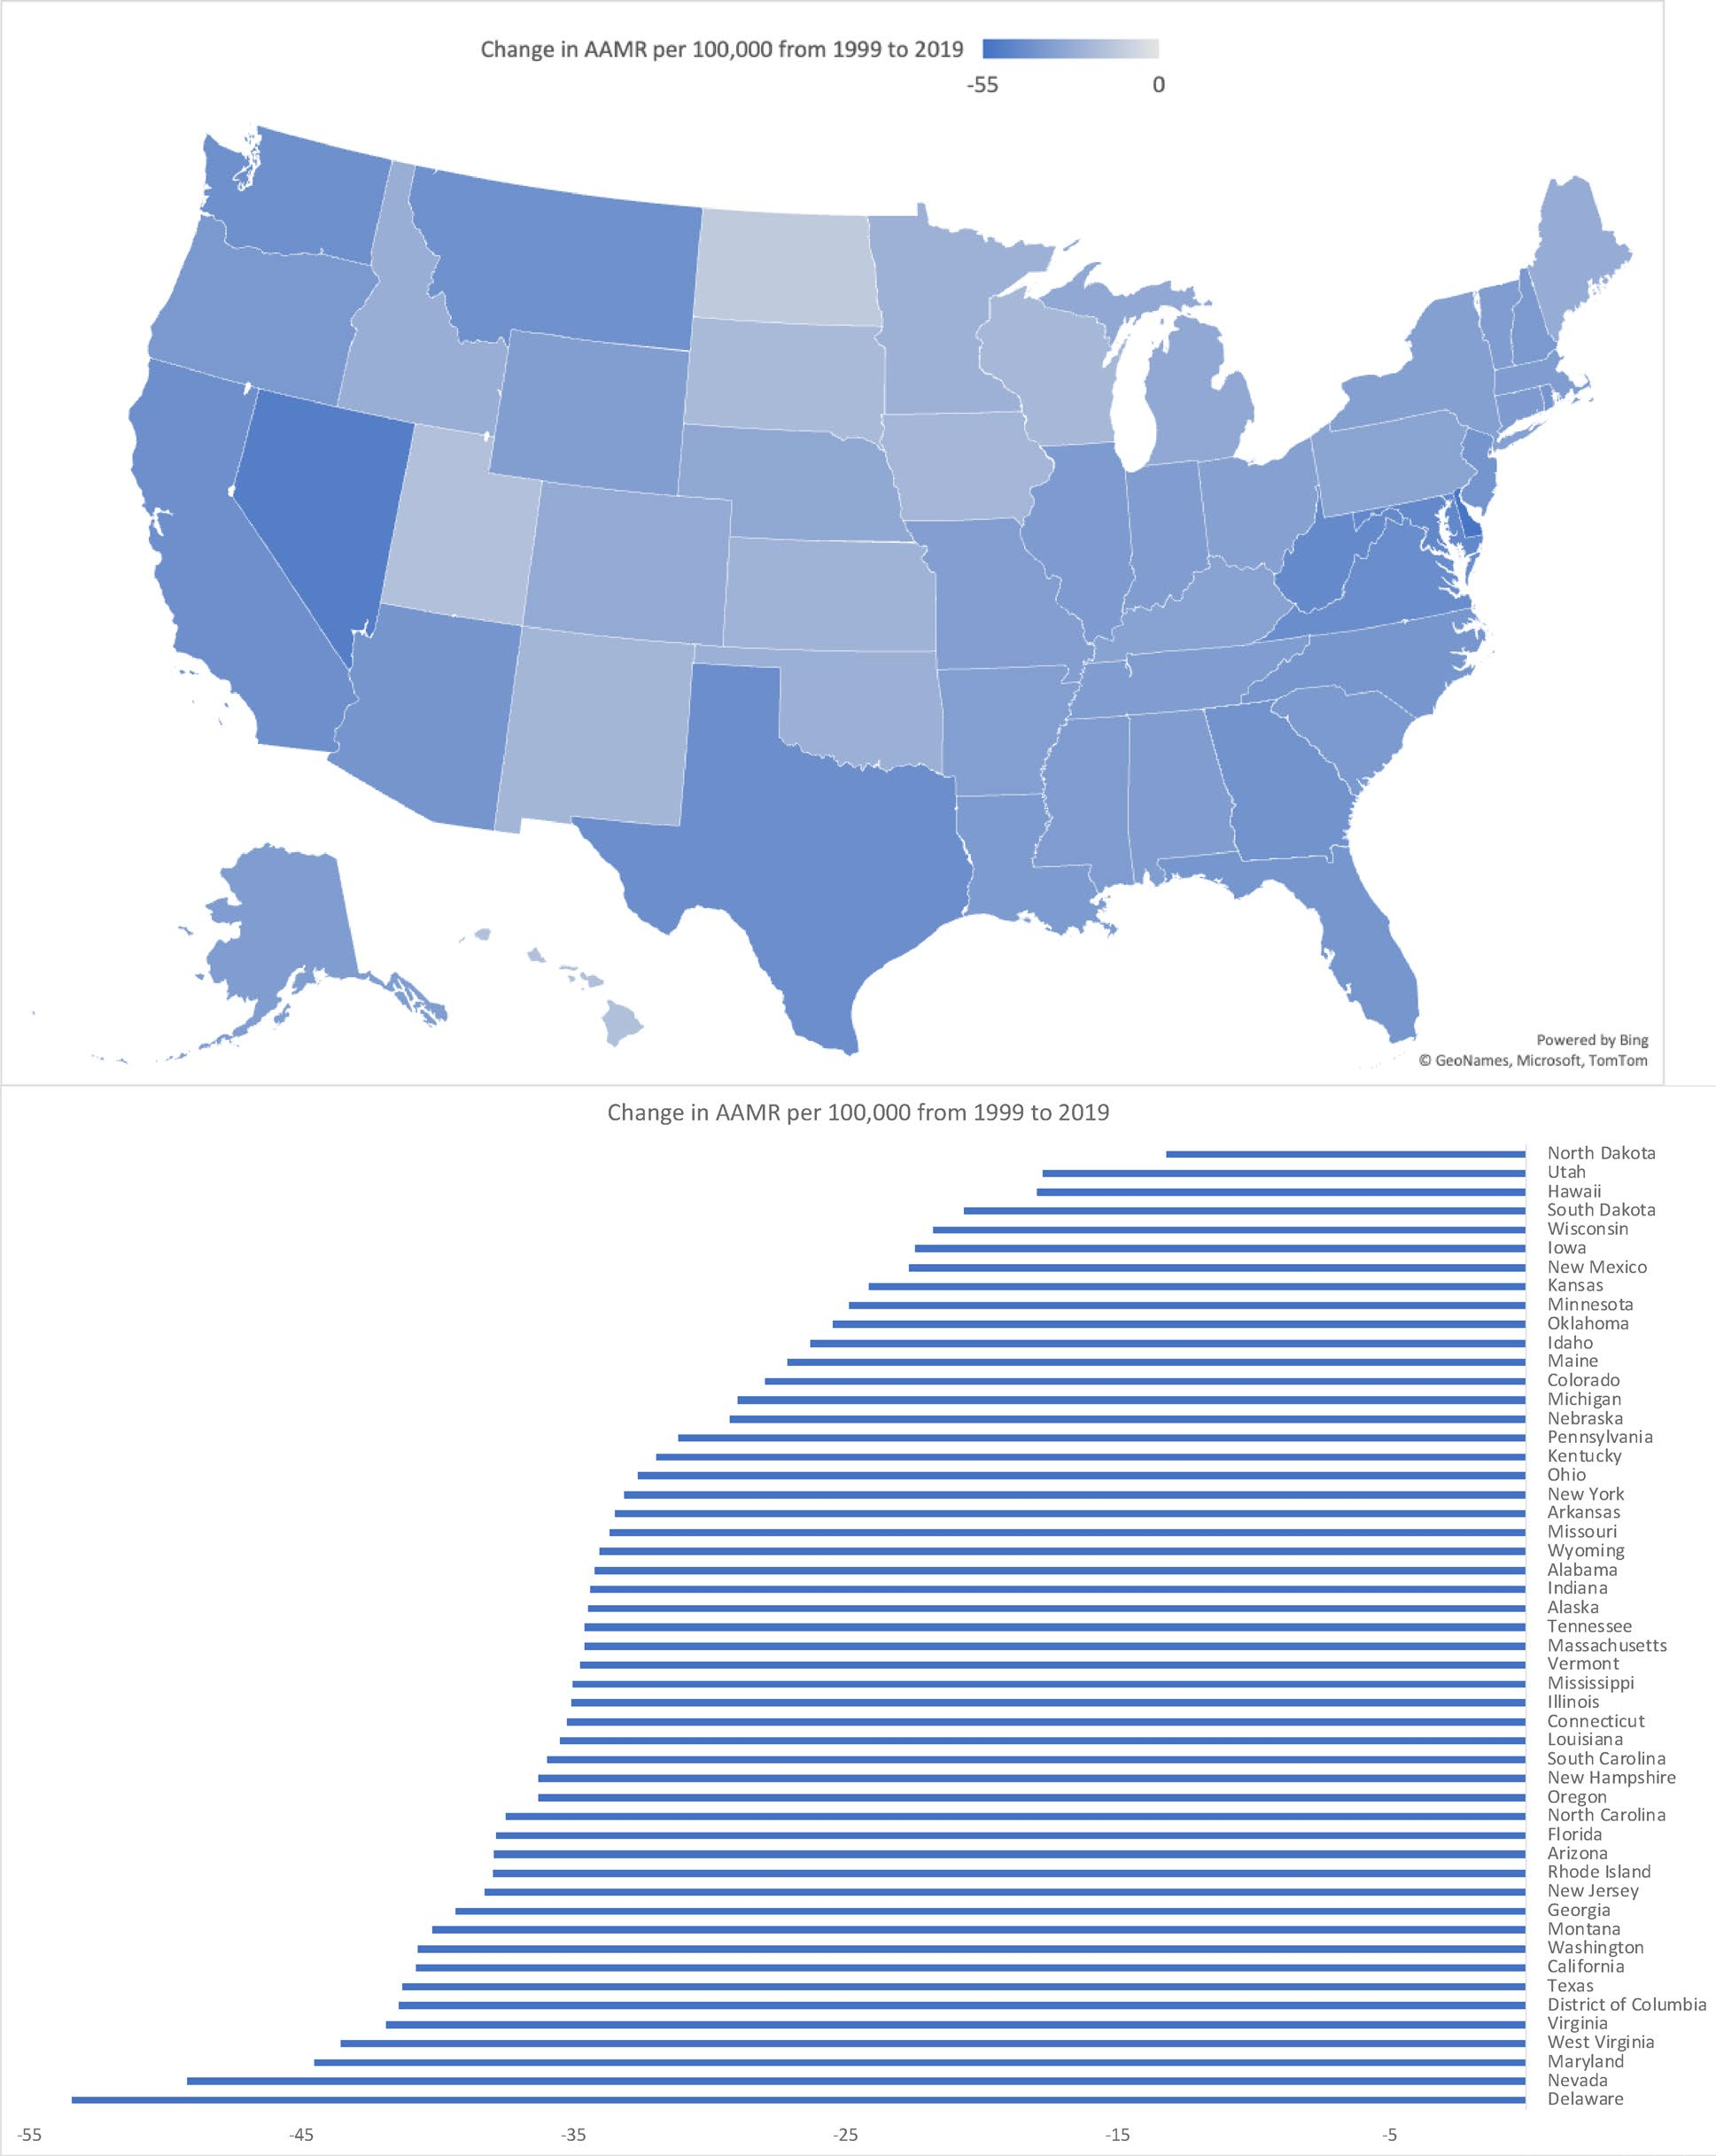 Change in AAMR per 100,000 from 1999 to 2019
-55 0
Powered by Bing
© GeoNames, Microsoft, TomTom
Change in AAMR per 100,000 from 1999 to 2019
North Dakota
Utah
Hawaii
South Dakota
Wisconsin
Iowa
New Mexico
Kansas
Minnesota
Oklahoma
Idaho
Maine
Colorado
Michigan
Nebraska
Pennsylvania
Kentucky
Ohio
New York
Arkansas
Missouri
Wyoming
Alabama
Indiana
Alaska
Tennessee
Massachusetts
Vermont
Mississippi
Illinois
Connecticut
Louisiana
South Carolina
New Hampshire
Oregon
North Carolina
Florida
Arizona
Rhode Island
New Jersey
Georgia
Montana
Washington
California
Texas
District of Columbia
Virginia
West Virginia
Maryland
Nevada
Delaware
-55 -45 -35 -25 -15 -5